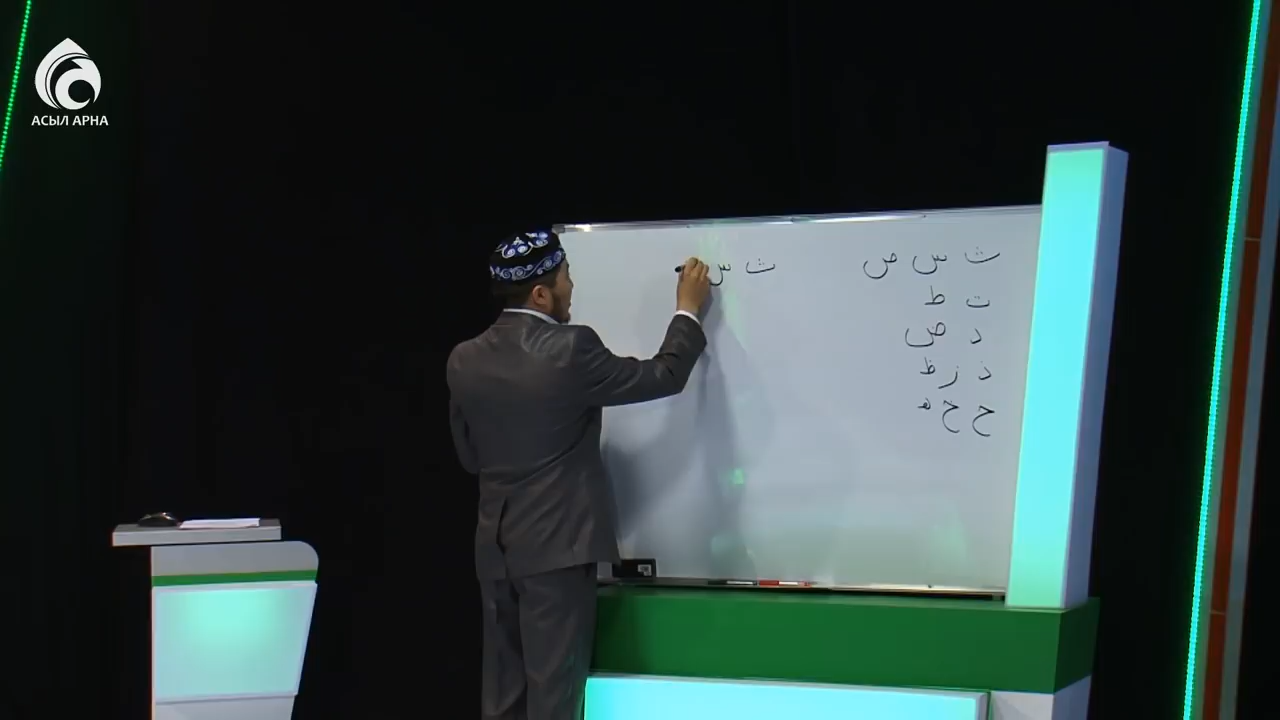 АСЫЛ АРНА
ث س ص
ت ط
د ض
ذ ز ظ
ح خ ه
ث س